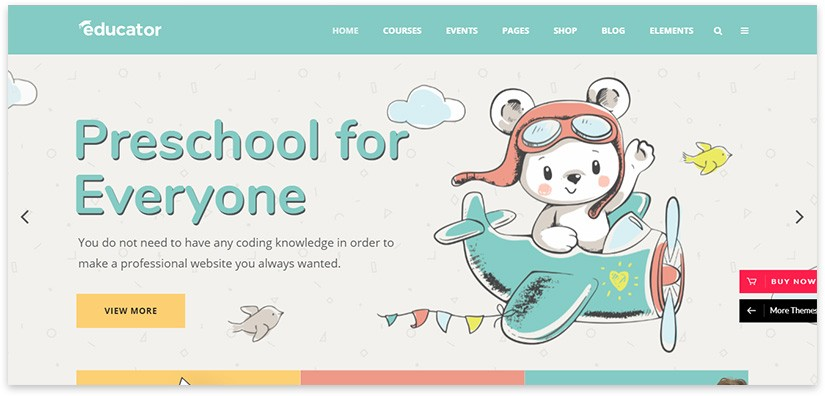 educator
HOME COURSES EVENTS PAGES SHOP BLOG ELEMENTS
Preschool for
Everyone
You do not need to have any coding knowledge in order to
make a professional website you always wanted.
VIEW MORE
BUY NOW
More Themes